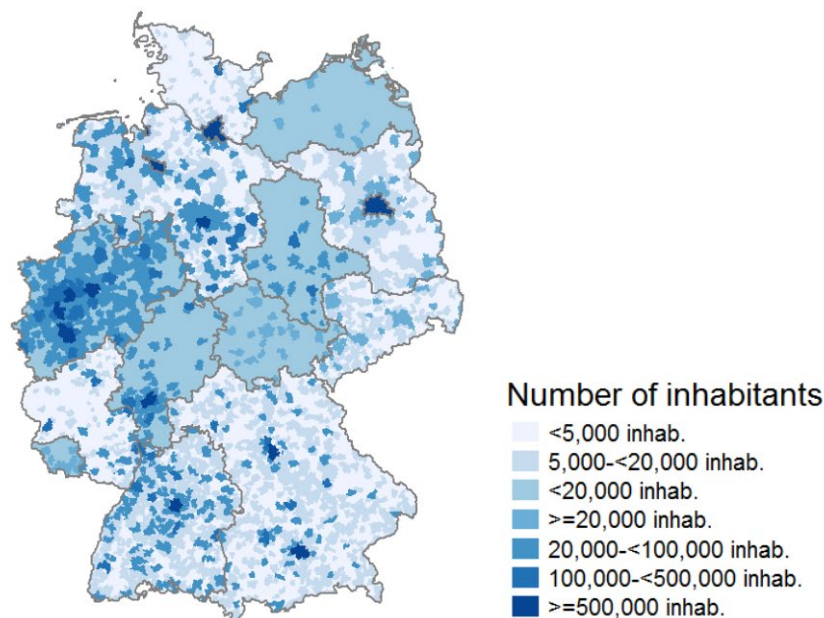 Number of inhabitants
<5,000 inhab.
5,000-<20,000 inhab.
<20,000 inhab.
>=20,000 inhab.
20,000-<100,000 inhab.
100,000-<500,000 inhab.
>=500,000 inhab.